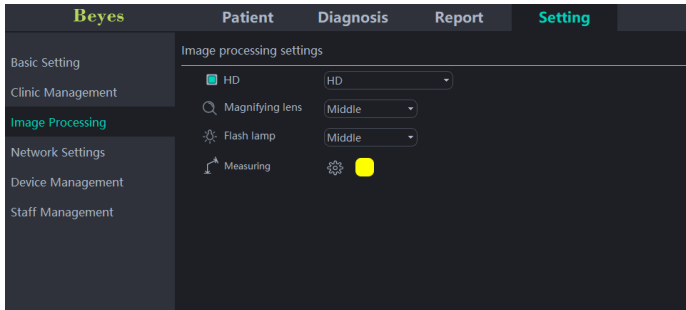 Beyes Patient Diagnosis Report Setting
Basic Setting
Clinic Management
Image Processing
Network Settings
Device Management
Staff Management
Image processing settings
HD HD
Magnifying lens Middle
Flash lamp Middle
Measuring